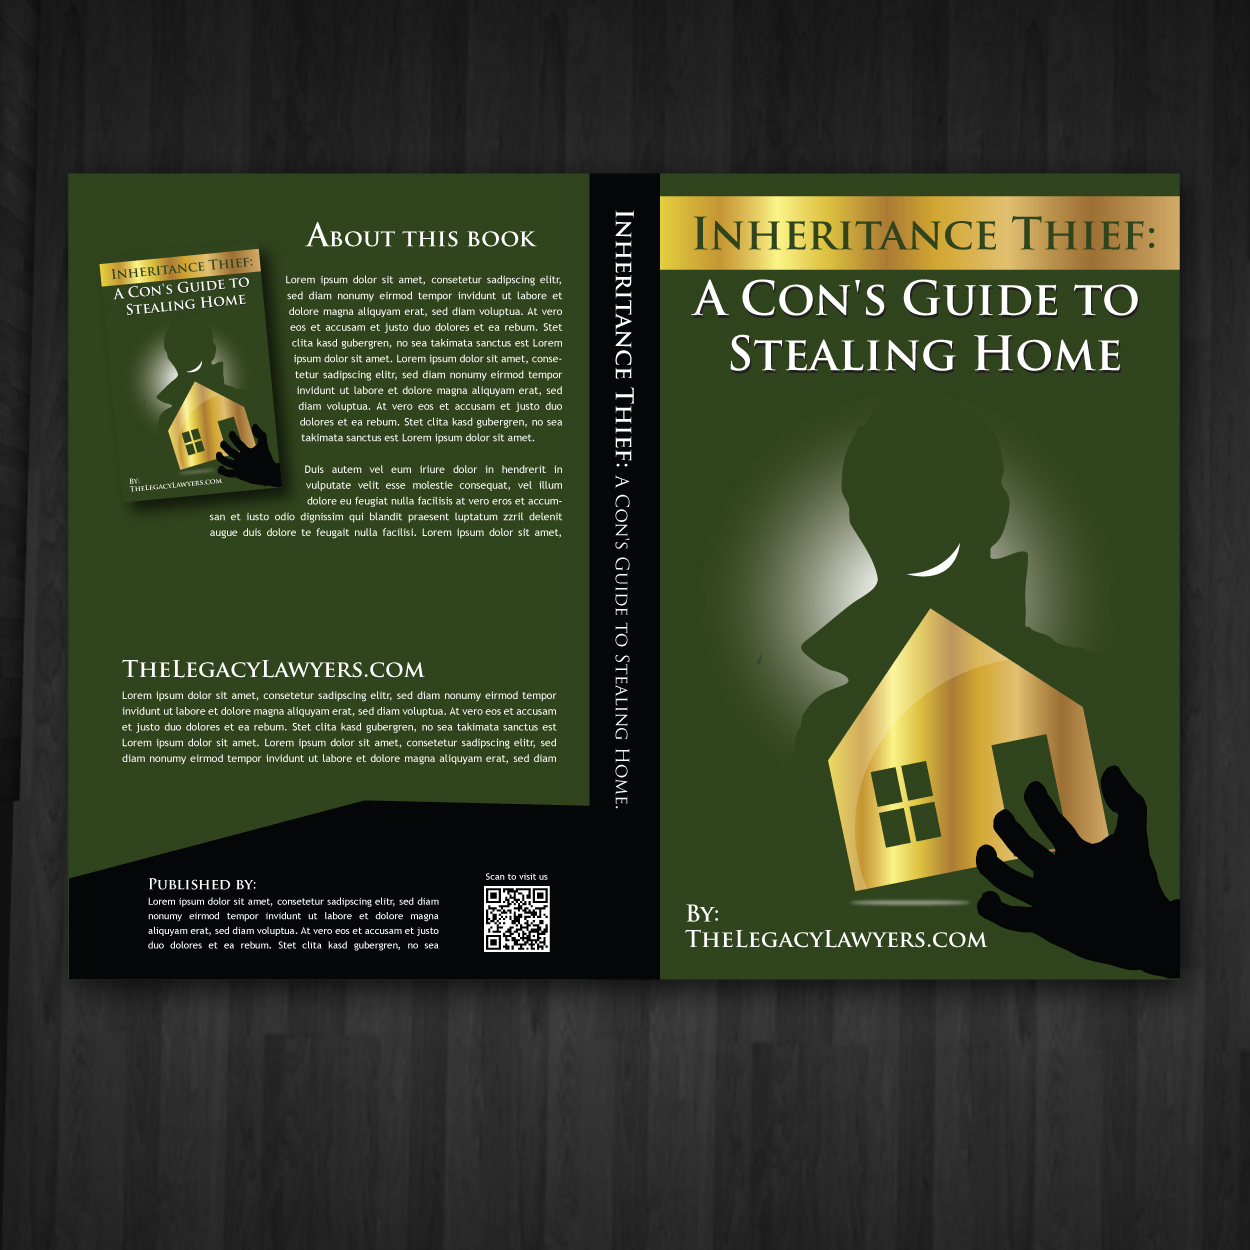 About this book
Lorem ipsum dolor sit amet, consetetur sadipscing elitr,
sed diam nonumy eirmod tempor invidunt ut labore et
dolore magna aliquyam erat, sed diam voluptua. At vero
eos et accusam et justo duo dolores et ea rebum. Stet
clita kasd gubergren, no sea takimata sanctus est Lorem
ipsum dolor sit amet. Lorem ipsum dolor sit amet, conse-
tetur sadipscing elitr, sed diam nonumy eirmod tempor
invidunt ut labore et dolore magna aliquyam erat, sed
diam voluptua. At vero eos et accusam et justo duo
dolores et ea rebum. Stet clita kasd gubergren, no sea
takimata sanctus est Lorem ipsum dolor sit amet.
Duis autem vel eum iriure dolor in hendrerit in
vulputate velit esse molestie consequat, vel illum
dolore eu feugiat nulla facilisis at vero eros et accum-
san et iusto odio dignissim qui blandit praesent luptatum zzril delenit
augue duis dolore te feugait nulla facilisi. Lorem ipsum dolor sit amet,
Inheritance Thief:
A Con's Guide to
Stealing Home
By:
TheLegacyLawyers.com
TheLegacyLawyers.com
Lorem ipsum dolor sit amet, consetetur sadipscing elitr, sed diam nonumy eirmod tempor
invidunt ut labore et dolore magna aliquyam erat, sed diam voluptua. At vero eos et accusam
et justo duo dolores et ea rebum. Stet clita kasd gubergren, no sea takimata sanctus est
Lorem ipsum dolor sit amet. Lorem ipsum dolor sit amet, consetetur sadipscing elitr, sed
diam nonumy eirmod tempor invidunt ut labore et dolore magna aliquyam erat, sed diam
Published by:
Lorem ipsum dolor sit amet, consetetur sadipscing elitr, sed diam
nonumy eirmod tempor invidunt ut labore et dolore magna
aliquyam erat, sed diam voluptua. At vero eos et accusam et justo
duo dolores et ea rebum. Stet clita kasd gubergren, no sea
Scan to visit us
Inheritance Thief: A Con's Guide to Stealing Home.
Inheritance Thief:
A Con's Guide to
Stealing Home
By:
TheLegacyLawyers.com